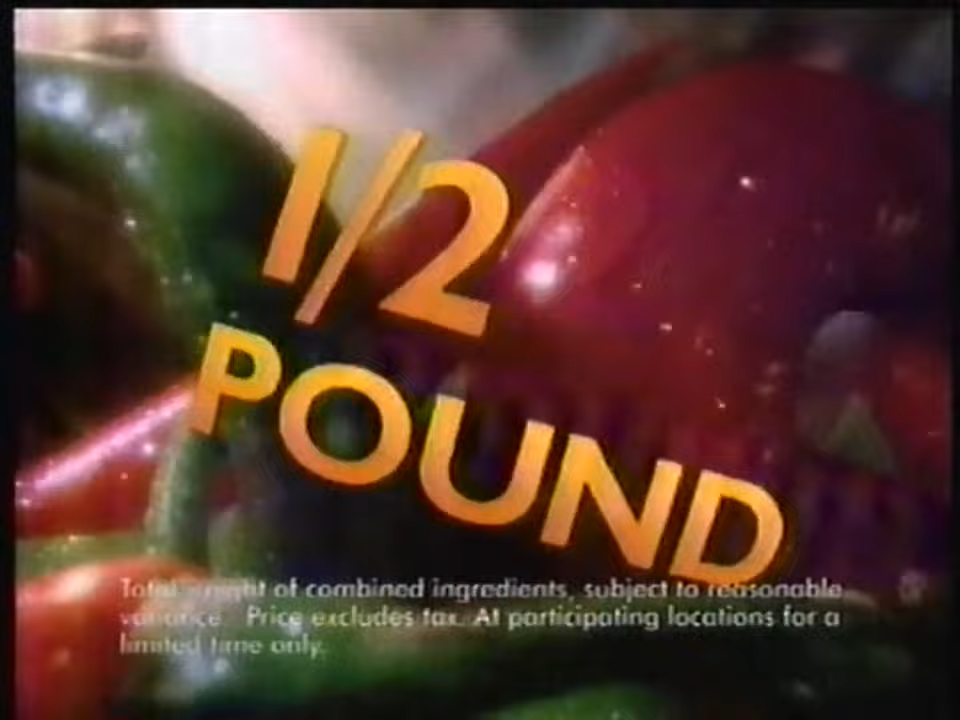 1/2
POUND
Total weight of combined ingredients, subject to reasonable
variance. Price excludes tax. At participating locations for a
limited time only.